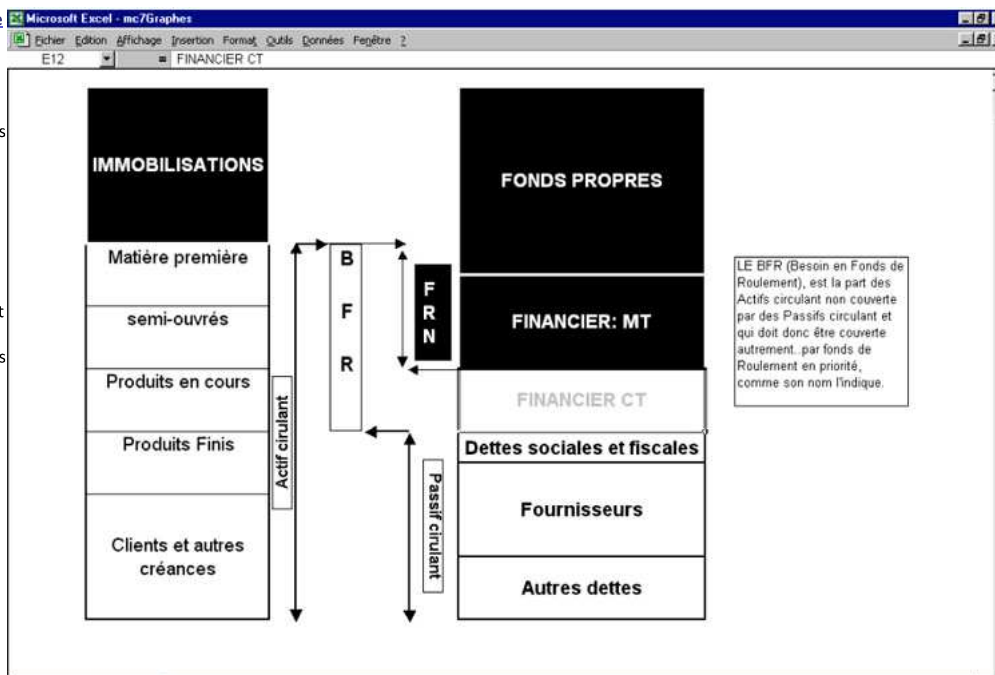 e
Microsoft Excel - mc7Graphes
Fichier Edition Affichage Insertion Format Outils Données Fenêtre ?
E12 = FINANCIER CT
s
t
s
IMMOBILISATIONS
Matière première
semi-ouvrés
Produits en cours
Produits Finis
Clients et autres
créances
Actif cirulant
B
F
R
F
R
N
Passif cirulant
FONDS PROPRES
FINANCIER: MT
FINANCIER CT
Dettes sociales et fiscales
Fournisseurs
Autres dettes
LE BFR (Besoin en Fonds de
Roulement), est la part des
Actifs circulant non couverte
par des Passifs circulant et
qui doit donc être couverte
autrement..par fonds de
Roulement en priorité,
comme son nom l'indique.